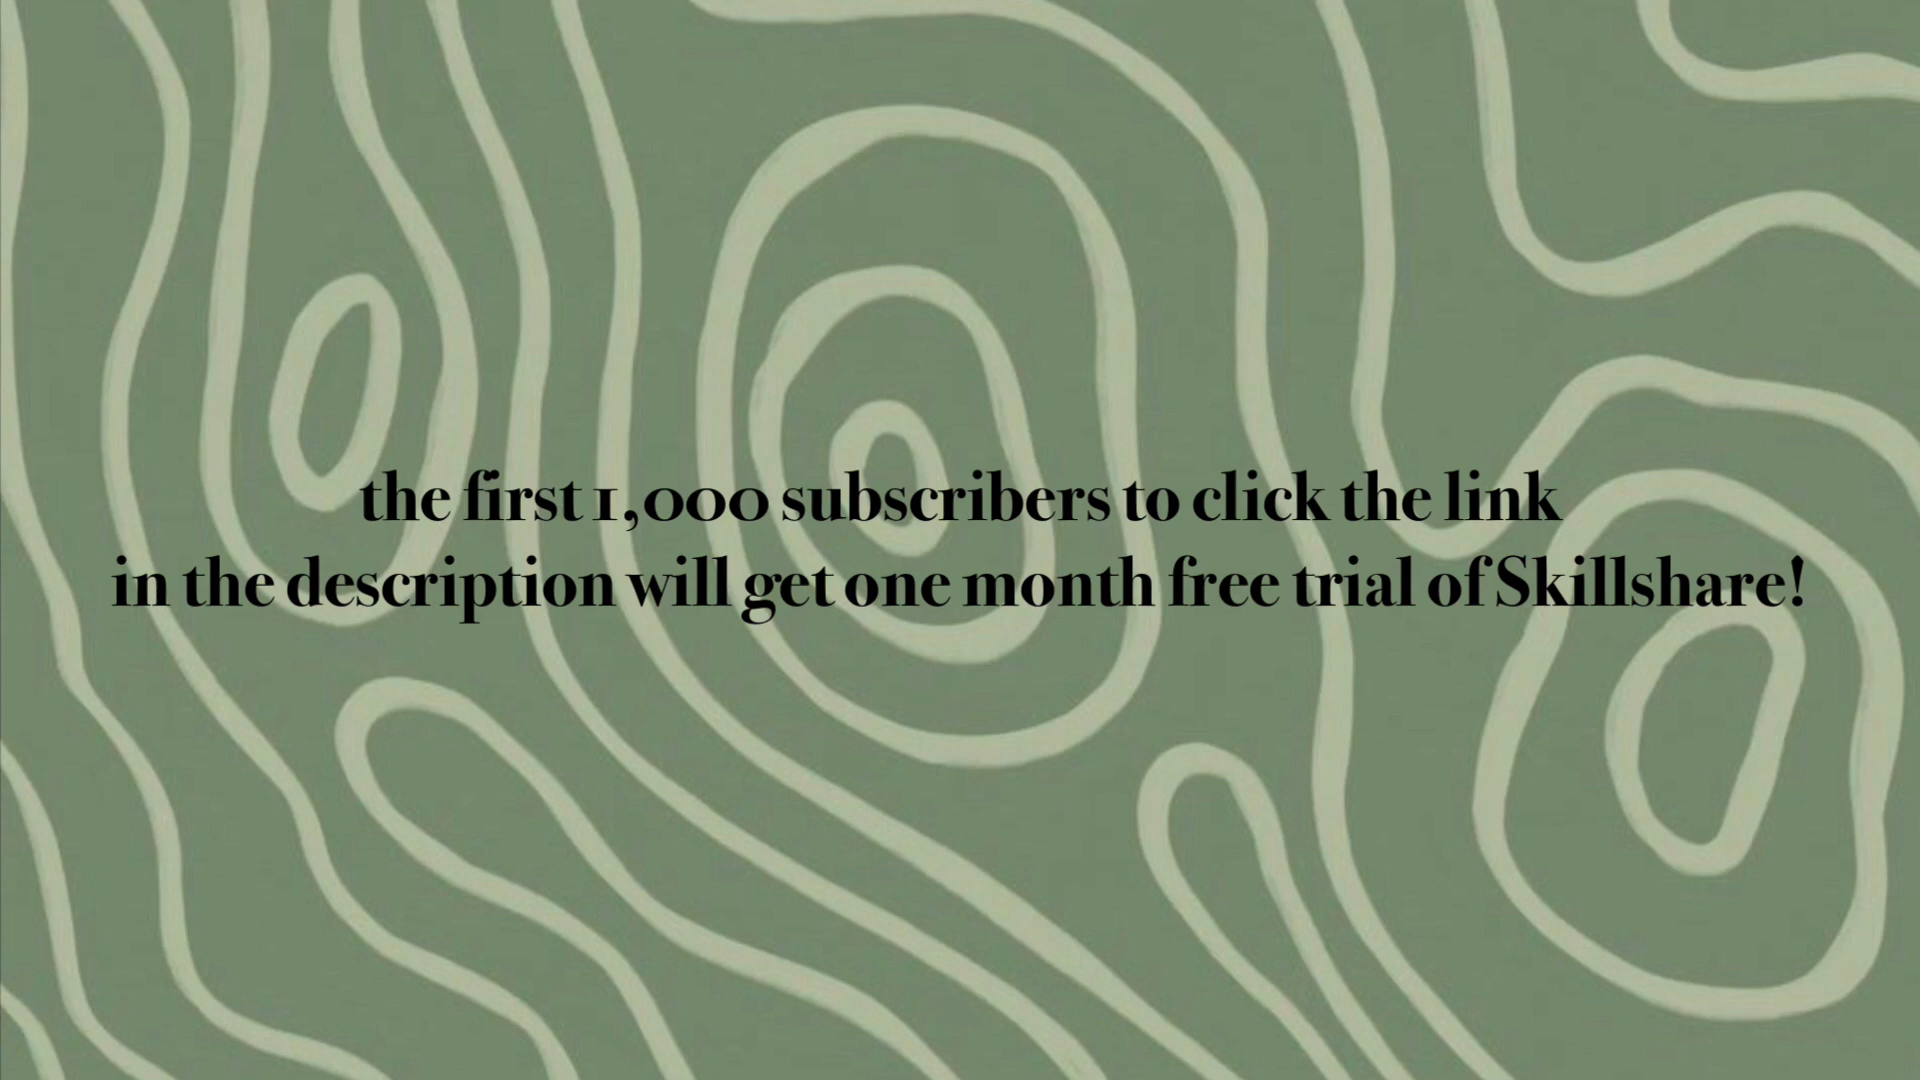 the first 1,000 subscribers to click the link
in the description will get one month free trial of Skillshare!